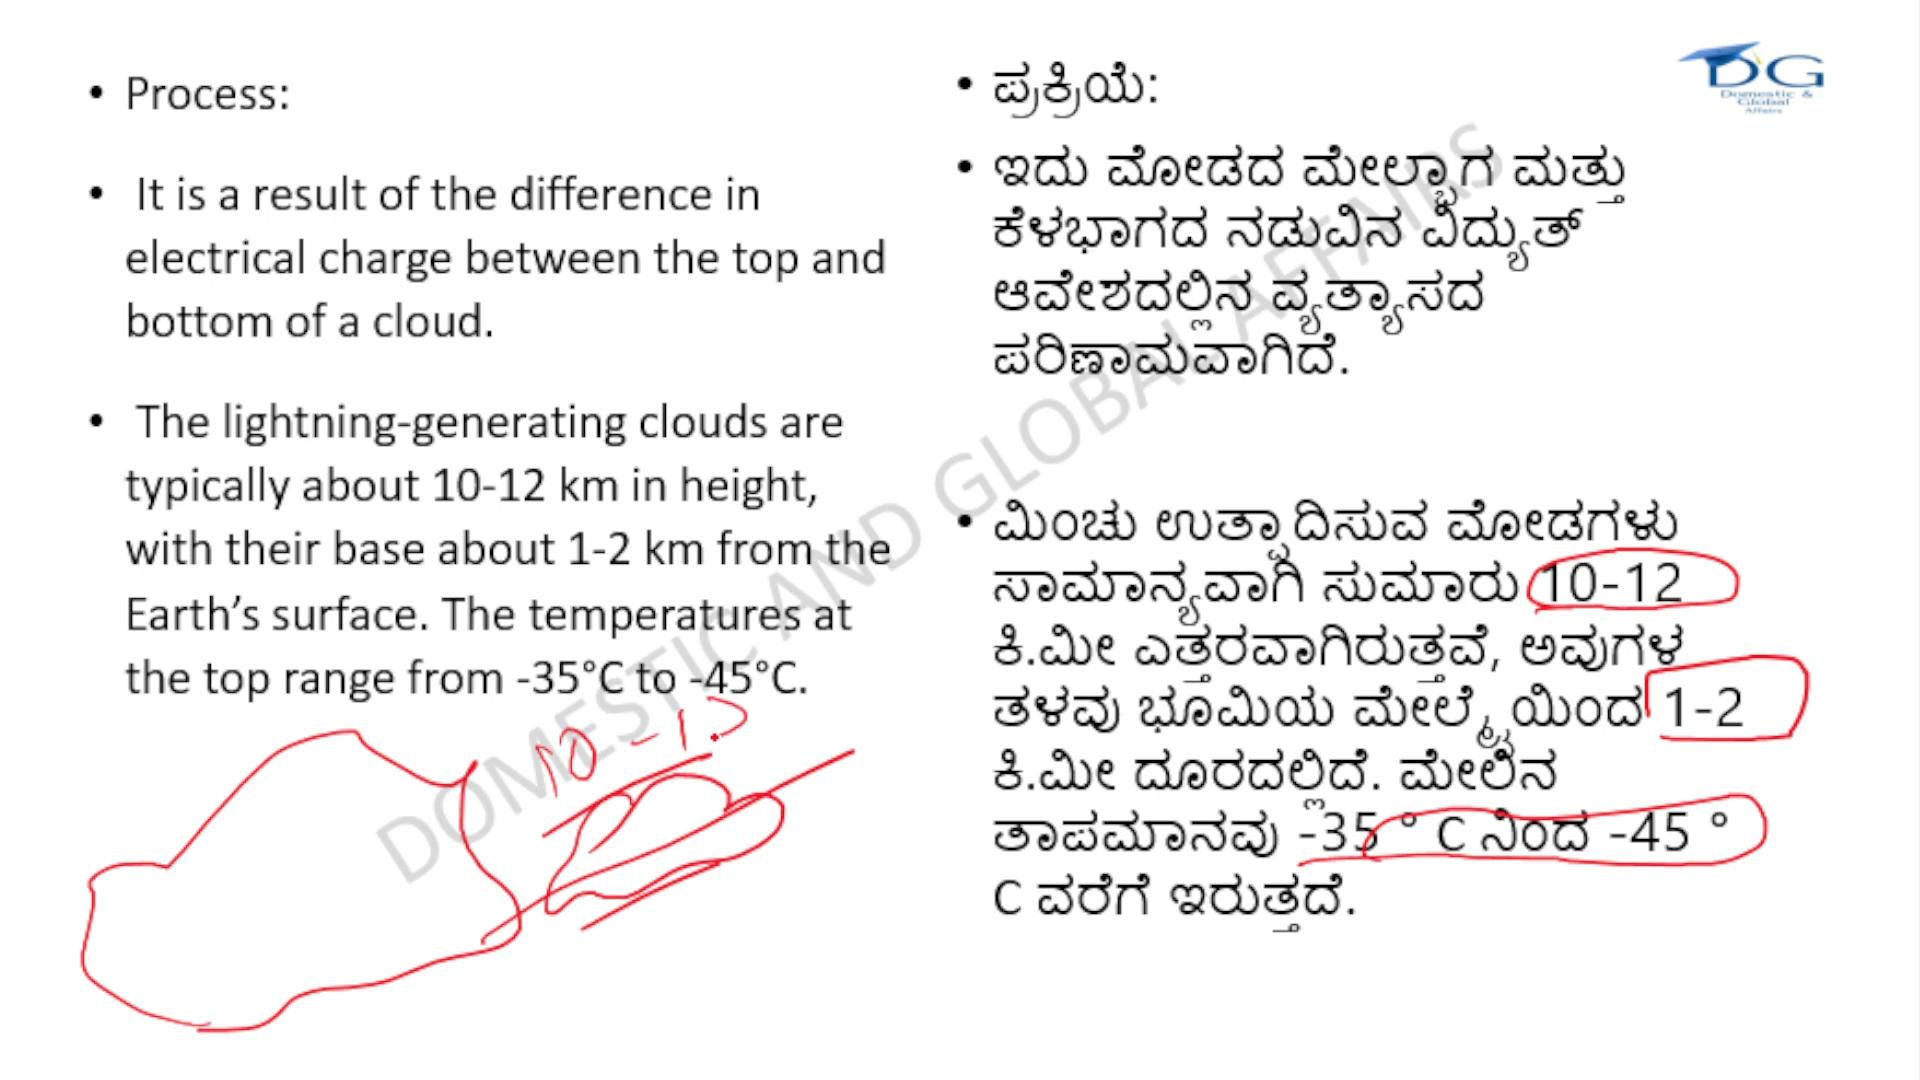 • Process:
• It is a result of the difference in
electrical charge between the top and
bottom of a cloud.
• The lightning-generating clouds are
typically about 10-12 km in height,
with their base about 1-2 km from the
Earth’s surface. The temperatures at
the top range from -35°C to -45°C.
10-12
• ಪ್ರಕ್ರಿಯೆ:
• ಇದು ಮೋಡದ ಮೇಲ್ಭಾಗ ಮತ್ತು
ಕೆಳಭಾಗದ ನಡುವಿನ ವಿದ್ಯುತ್
ಆವೇಶದಲ್ಲಿನ ವ್ಯತ್ಯಾಸದ
ಪರಿಣಾಮವಾಗಿದೆ.
• ಮಿಂಚು ಉತ್ಪಾದಿಸುವ ಮೋಡಗಳು
ಸಾಮಾನ್ಯವಾಗಿ ಸುಮಾರು 10-12
ಕಿ.ಮೀ ಎತ್ತರವಾಗಿರುತ್ತವೆ, ಅವುಗಳ
ತಳವು ಭೂಮಿಯ ಮೇಲ್ಮೈಯಿಂದ 1-2
ಕಿ.ಮೀ ದೂರದಲ್ಲಿದೆ. ಮೇಲಿನ
ತಾಪಮಾನವು -35 ° C ನಿಂದ -45 °
C ವರೆಗೆ ಇರುತ್ತದೆ.
DG
Domestic &
Global
Affairs
DOMESTIC AND GLOBAL AFFAIRS